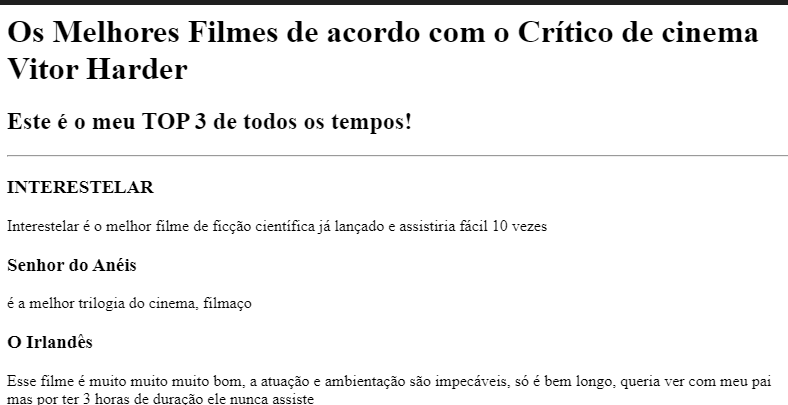 Os Melhores Filmes de acordo com o Crítico de cinema
Vitor Harder
Este é o meu TOP 3 de todos os tempos!
INTERESTELAR
Interestelar é o melhor filme de ficção científica já lançado e assistiria fácil 10 vezes
Senhor do Anéis
é a melhor trilogia do cinema, filmaço
O Irlandês
Esse filme é muito muito muito bom, a atuação e ambientação são impecáveis, só é bem longo, queria ver com meu pai
mas por ter 3 horas de duração ele nunca assiste